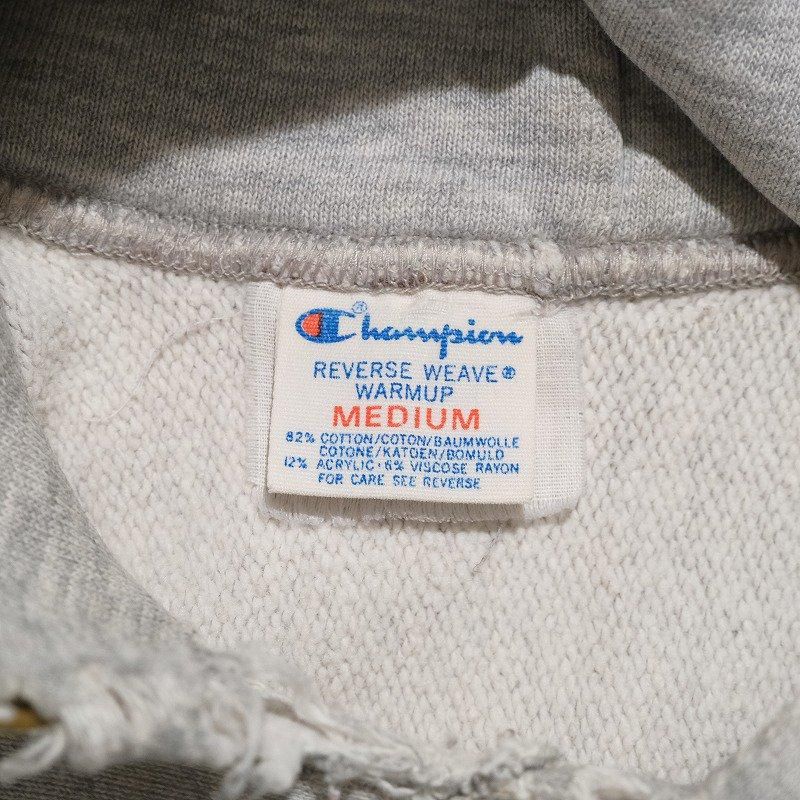 Champion®
REVERSE WEAVE®
WARMUP
MEDIUM
82% COTTON/COTON/BAUMWOLLE
COTONE/KATOEN/BOMULD
12% ACRYLIC·6% VISCOSE RAYON
FOR CARE SEE REVERSE